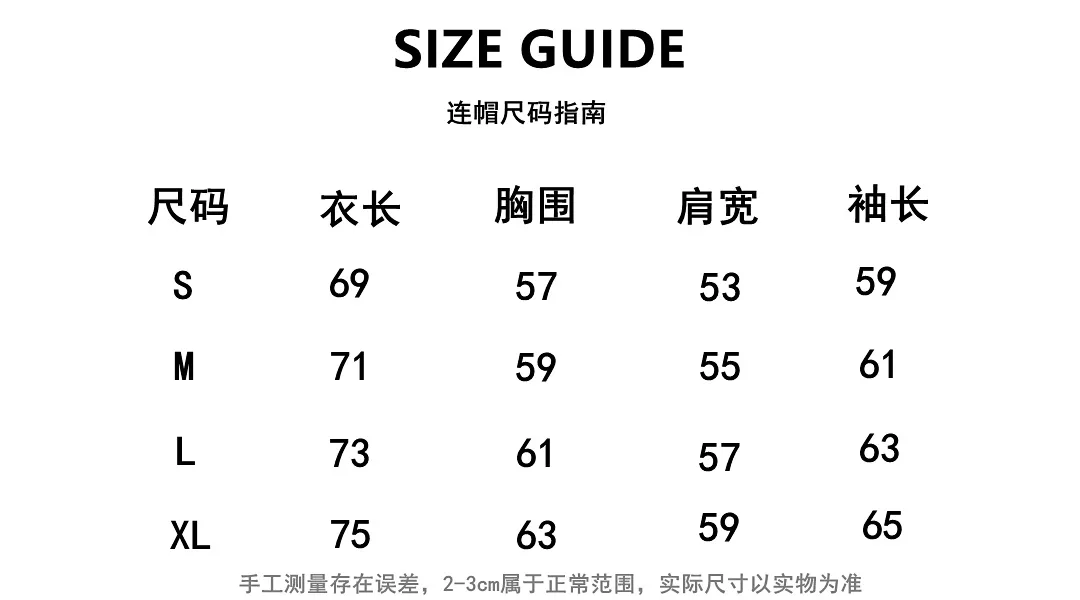 SIZE GUIDE
连帽尺码指南
尺码 衣长 胸围 肩宽 袖长
S 69 57 53 59
M 71 59 55 61
L 73 61 57 63
XL 75 63 59 65
手工测量存在误差，2-3cm属于正常范围，实际尺寸以实物为准